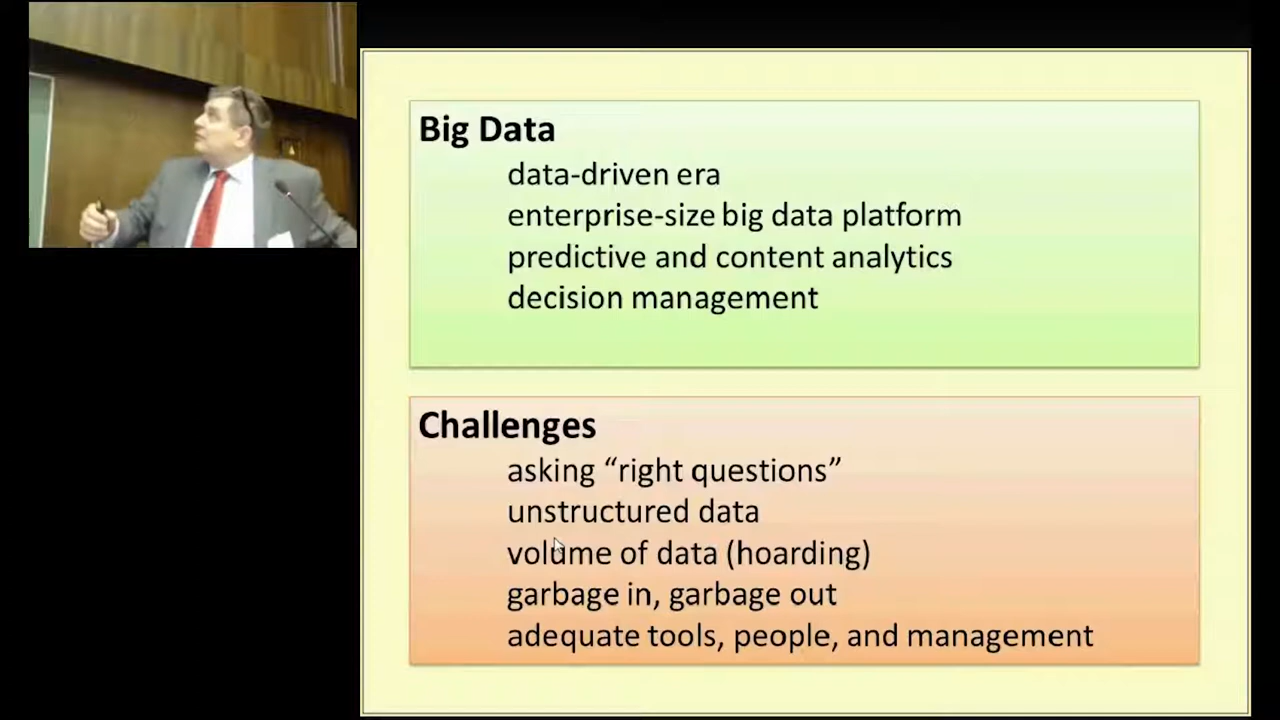 Big Data
data-driven era
enterprise-size big data platform
predictive and content analytics
decision management
Challenges
asking “right questions”
unstructured data
volume of data (hoarding)
garbage in, garbage out
adequate tools, people, and management